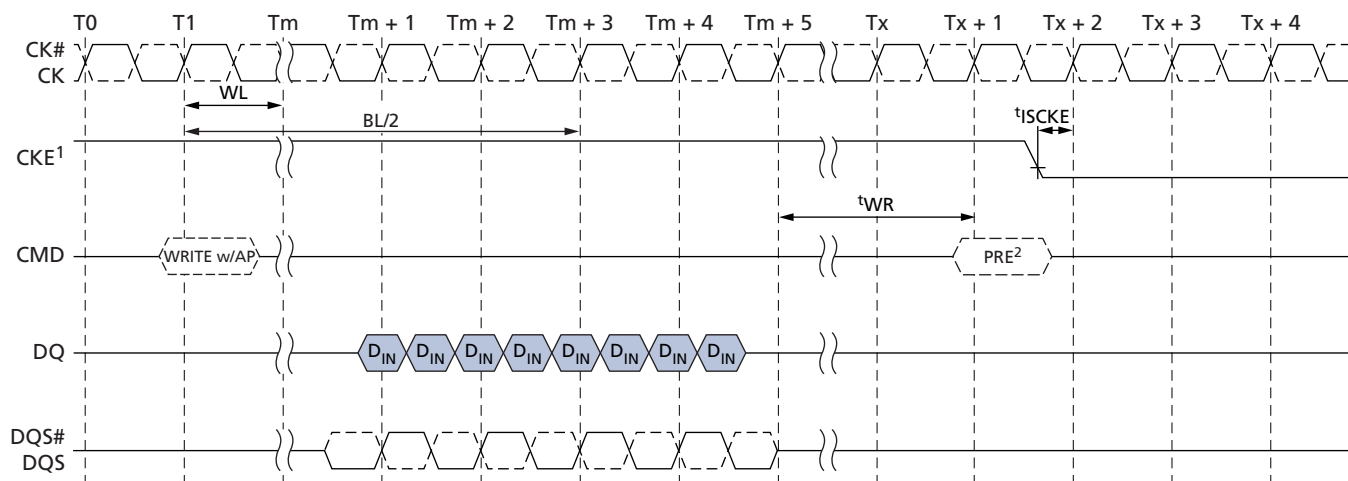 T0 T1 Tm Tm + 1 Tm + 2 Tm + 3 Tm + 4 Tm + 5 Tx Tx + 1 Tx + 2 Tx + 3 Tx + 4
CK#
CK
WL
BL/2
tISCKE
CKE1
tWR
CMD WRITE w/AP PRE2
DQ DIN DIN DIN DIN DIN DIN DIN DIN
DQS#
DQS